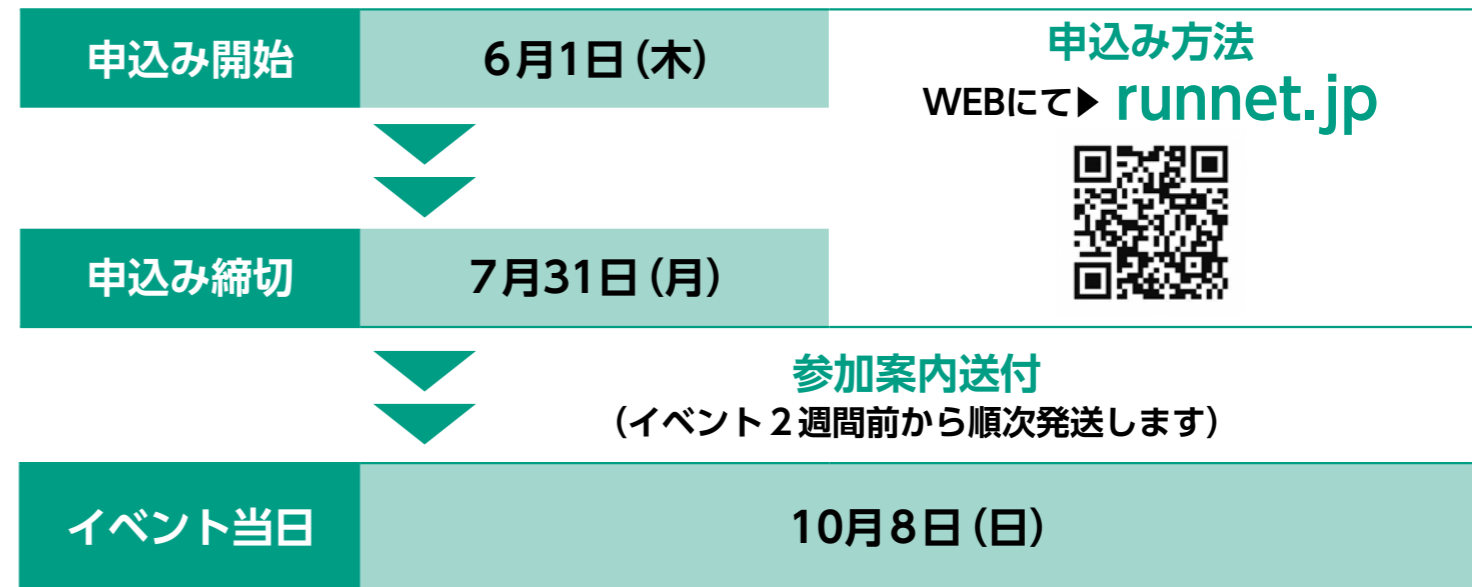 申込み開始
6月1日(木)
申込み方法
WEBにて▶ runnet.jp
申込み締切
7月31日(月)
参加案内送付
(イベント2週間前から順次発送します)
イベント当日
10月8日(日)